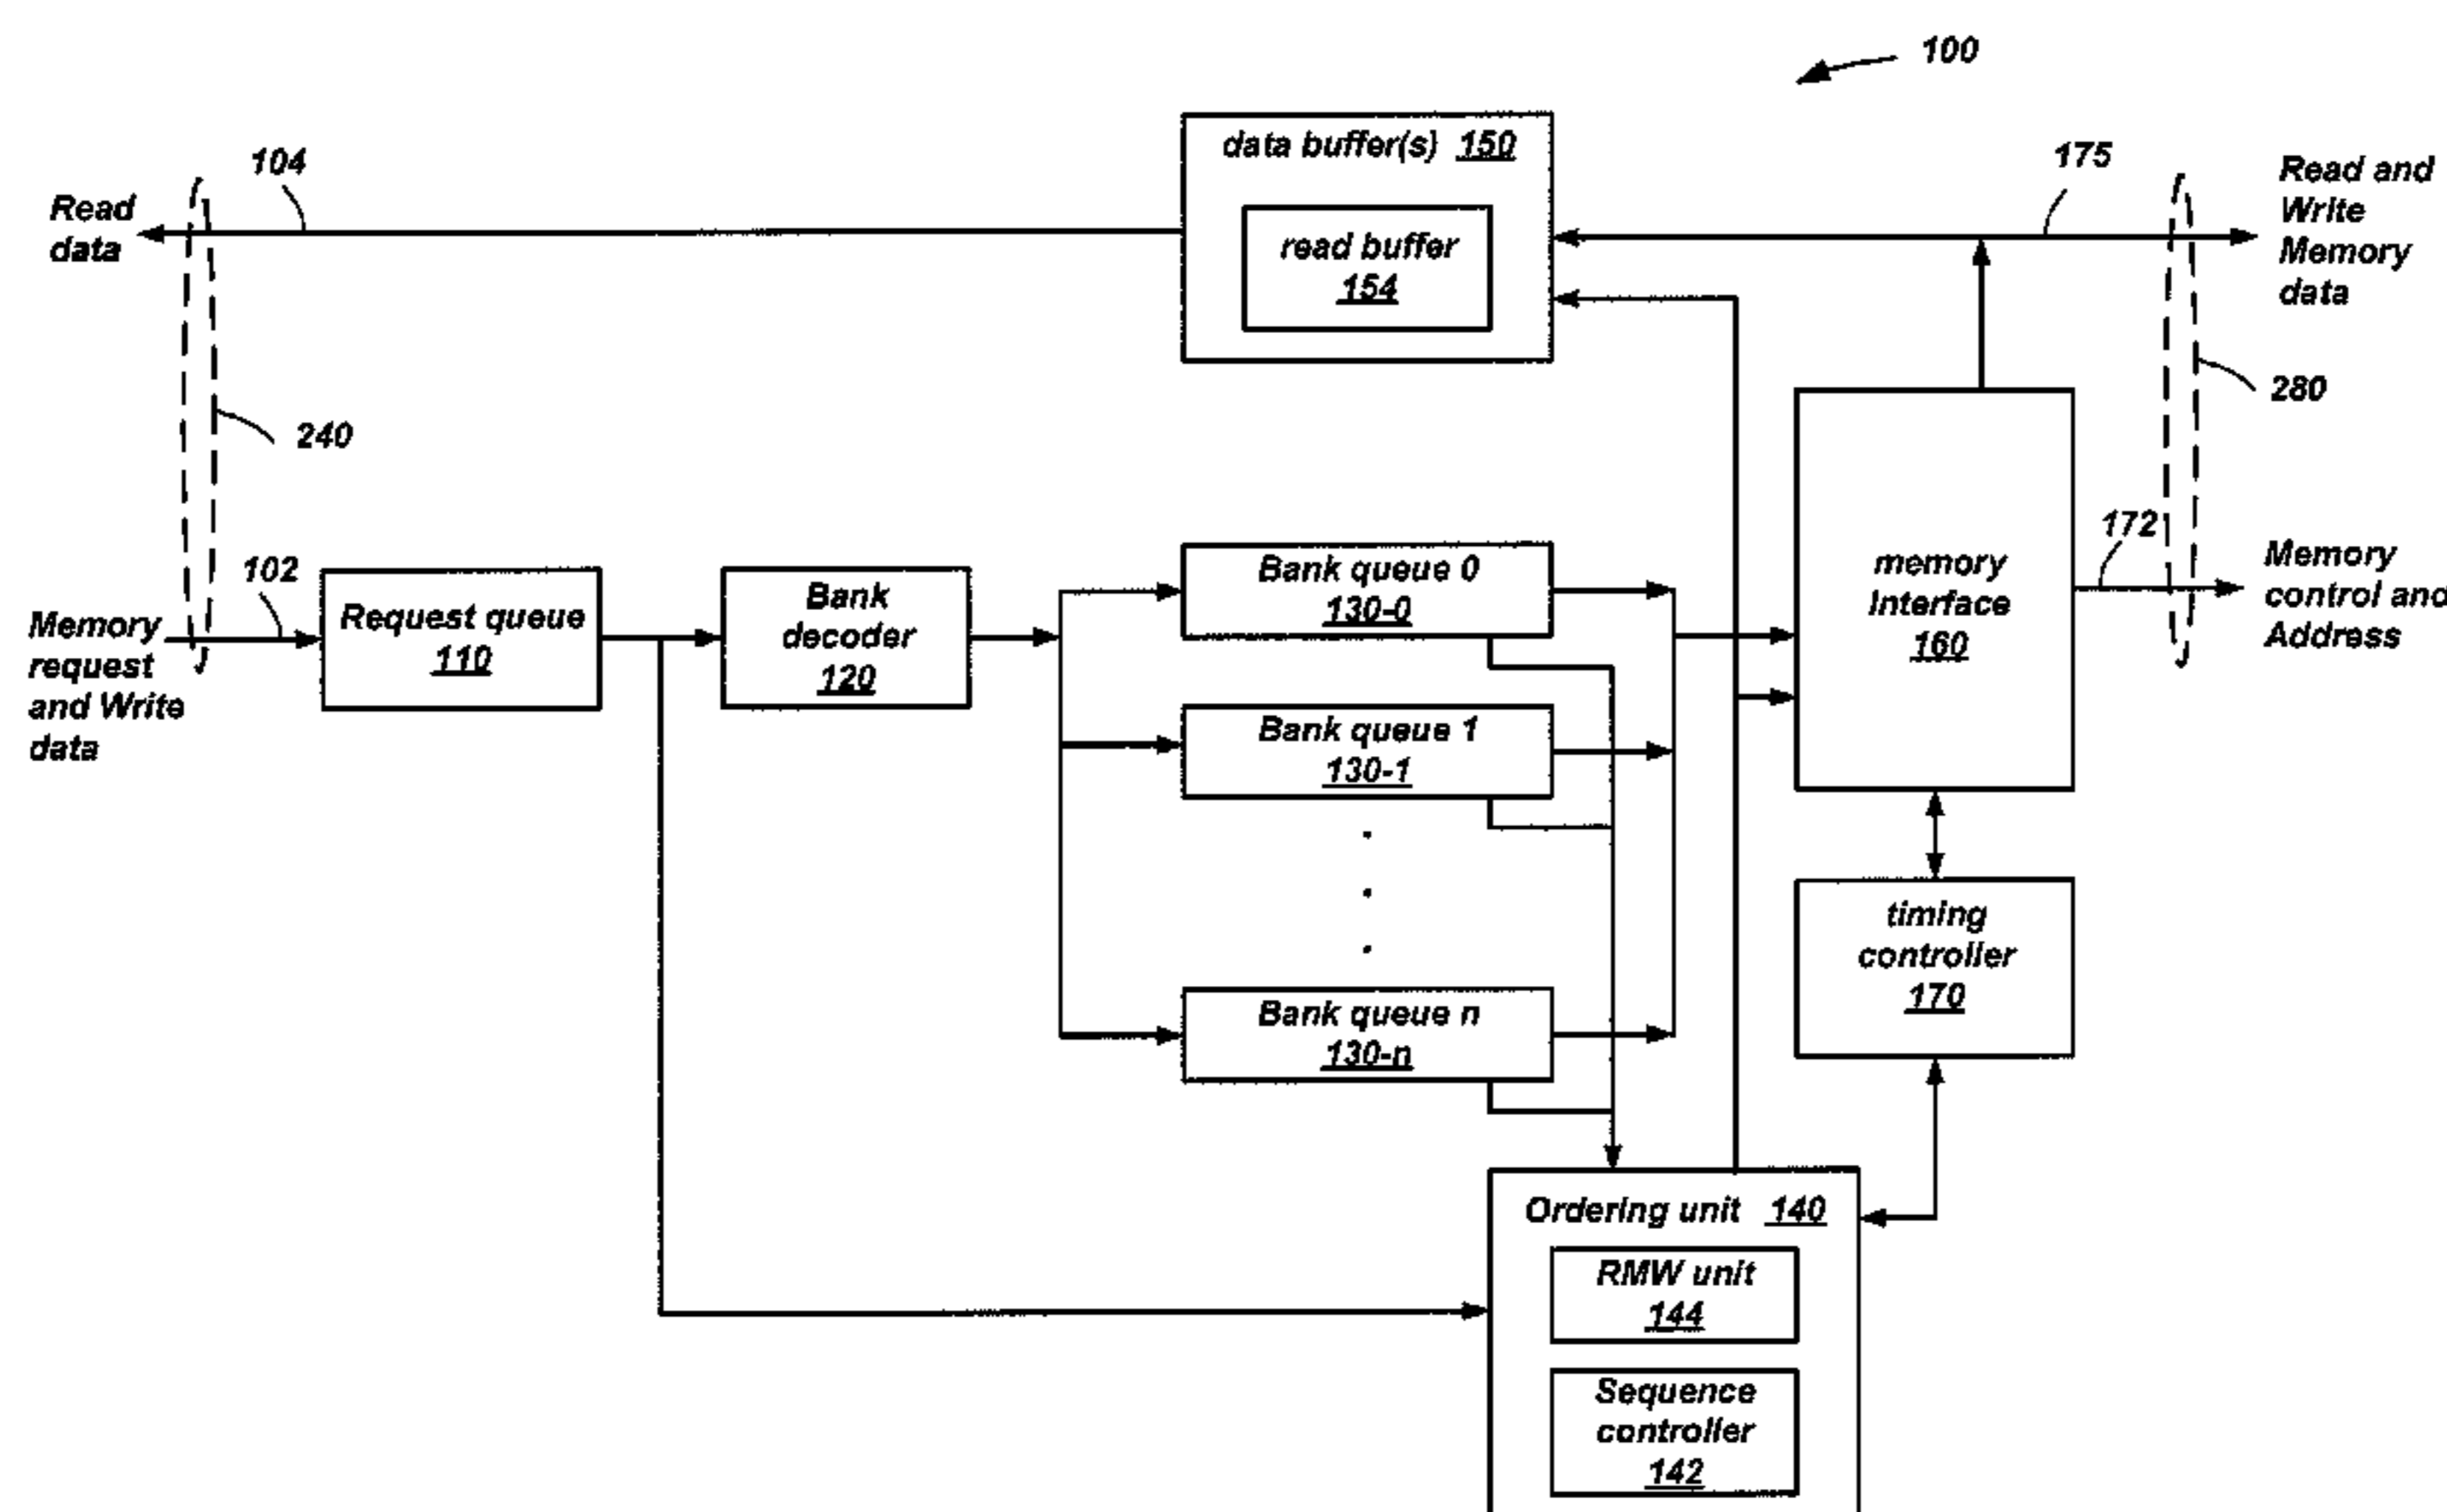 100
data buffer(s) 150
read buffer
154
104
Read
data
175
Read and
Write
Memory
data
280
240
102
Memory
request
and Write
data
Request queue
110
Bank
decoder
120
Bank queue 0
130-0
Bank queue 1
130-1
.
.
.
Bank queue n
130-n
memory
Interface
160
172
Memory
control and
Address
timing
controller
170
Ordering unit 140
RMW unit
144
Sequence
controller
142